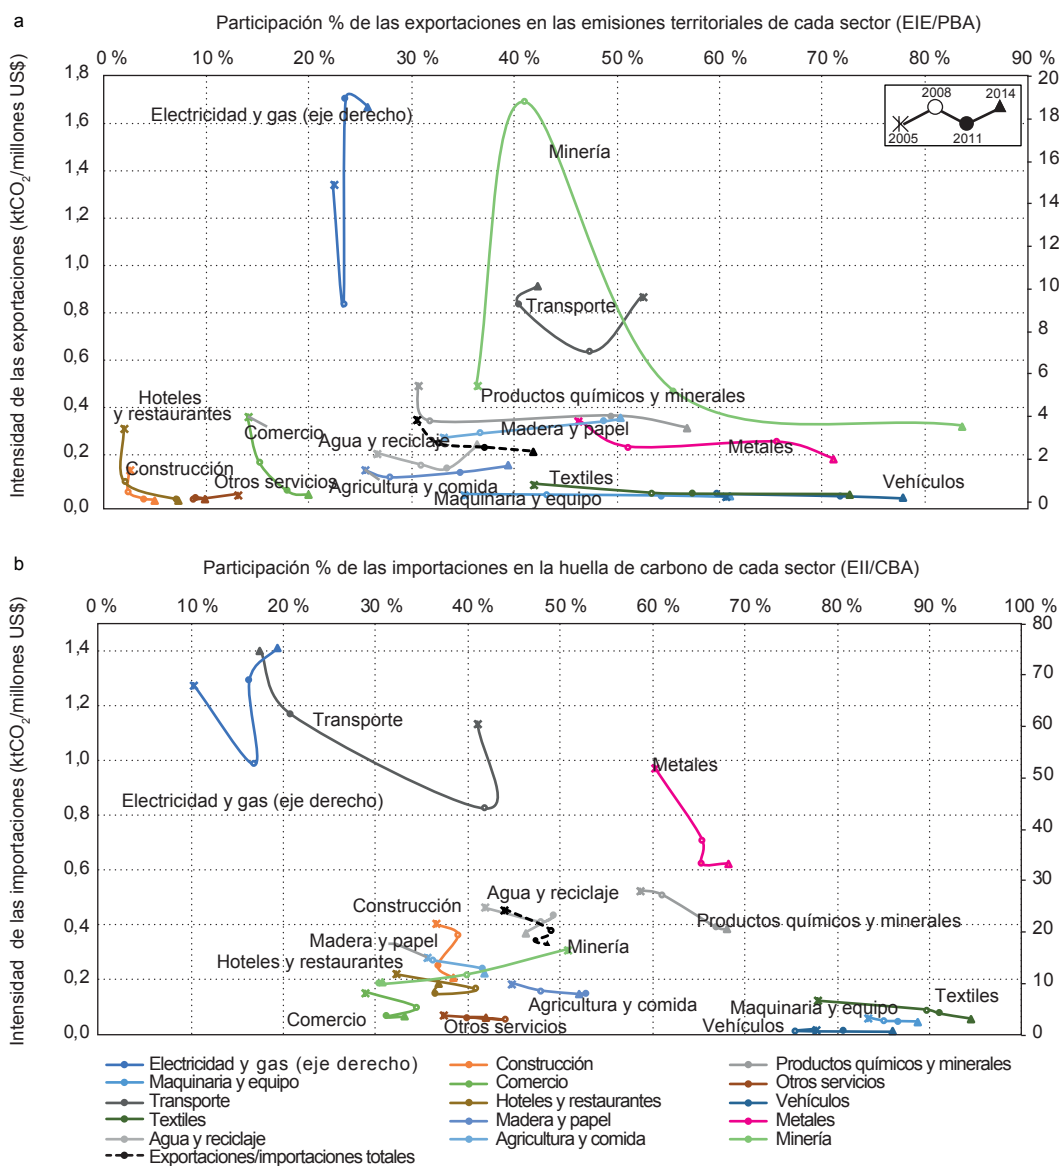 a
Participación % de las exportaciones en las emisiones territoriales de cada sector (EIE/PBA)
0 % 10 % 20 % 30 % 40 % 50 % 60 % 70 % 80 % 90 %
Intensidad de las exportaciones (ktCO₂/millones US$)
1,8
1,6
1,4
1,2
1,0
0,8
0,6
0,4
0,2
0,0
20
18
16
14
12
10
8
6
4
2
0
2008 2014
2005 2011
Electricidad y gas (eje derecho)
Minería
Transporte
Hoteles
y restaurantes
Productos químicos y minerales
Comercio
Agua y reciclaje
Madera y papel
Metales
Construcción
Otros servicios
Agricultura y comida
Textiles
Vehículos
Maquinaria y equipo
b
Participación % de las importaciones en la huella de carbono de cada sector (EII/CBA)
0 % 10 % 20 % 30 % 40 % 50 % 60 % 70 % 80 % 90 % 100 %
Intensidad de las importaciones (ktCO₂/millones US$)
1,4
1,2
1,0
0,8
0,6
0,4
0,2
0,0
80
70
60
50
40
30
20
10
0
Transporte
Metales
Electricidad y gas (eje derecho)
Agua y reciclaje
Construcción
Productos químicos y minerales
Madera y papel
Minería
Hoteles y restaurantes
Agricultura y comida
Maquinaria y equipo
Textiles
Comercio
Otros servicios
Vehículos
Electricidad y gas (eje derecho)
Construcción
Productos químicos y minerales
Maquinaria y equipo
Comercio
Otros servicios
Transporte
Hoteles y restaurantes
Vehículos
Textiles
Madera y papel
Metales
Agua y reciclaje
Agricultura y comida
Minería
Exportaciones/importaciones totales